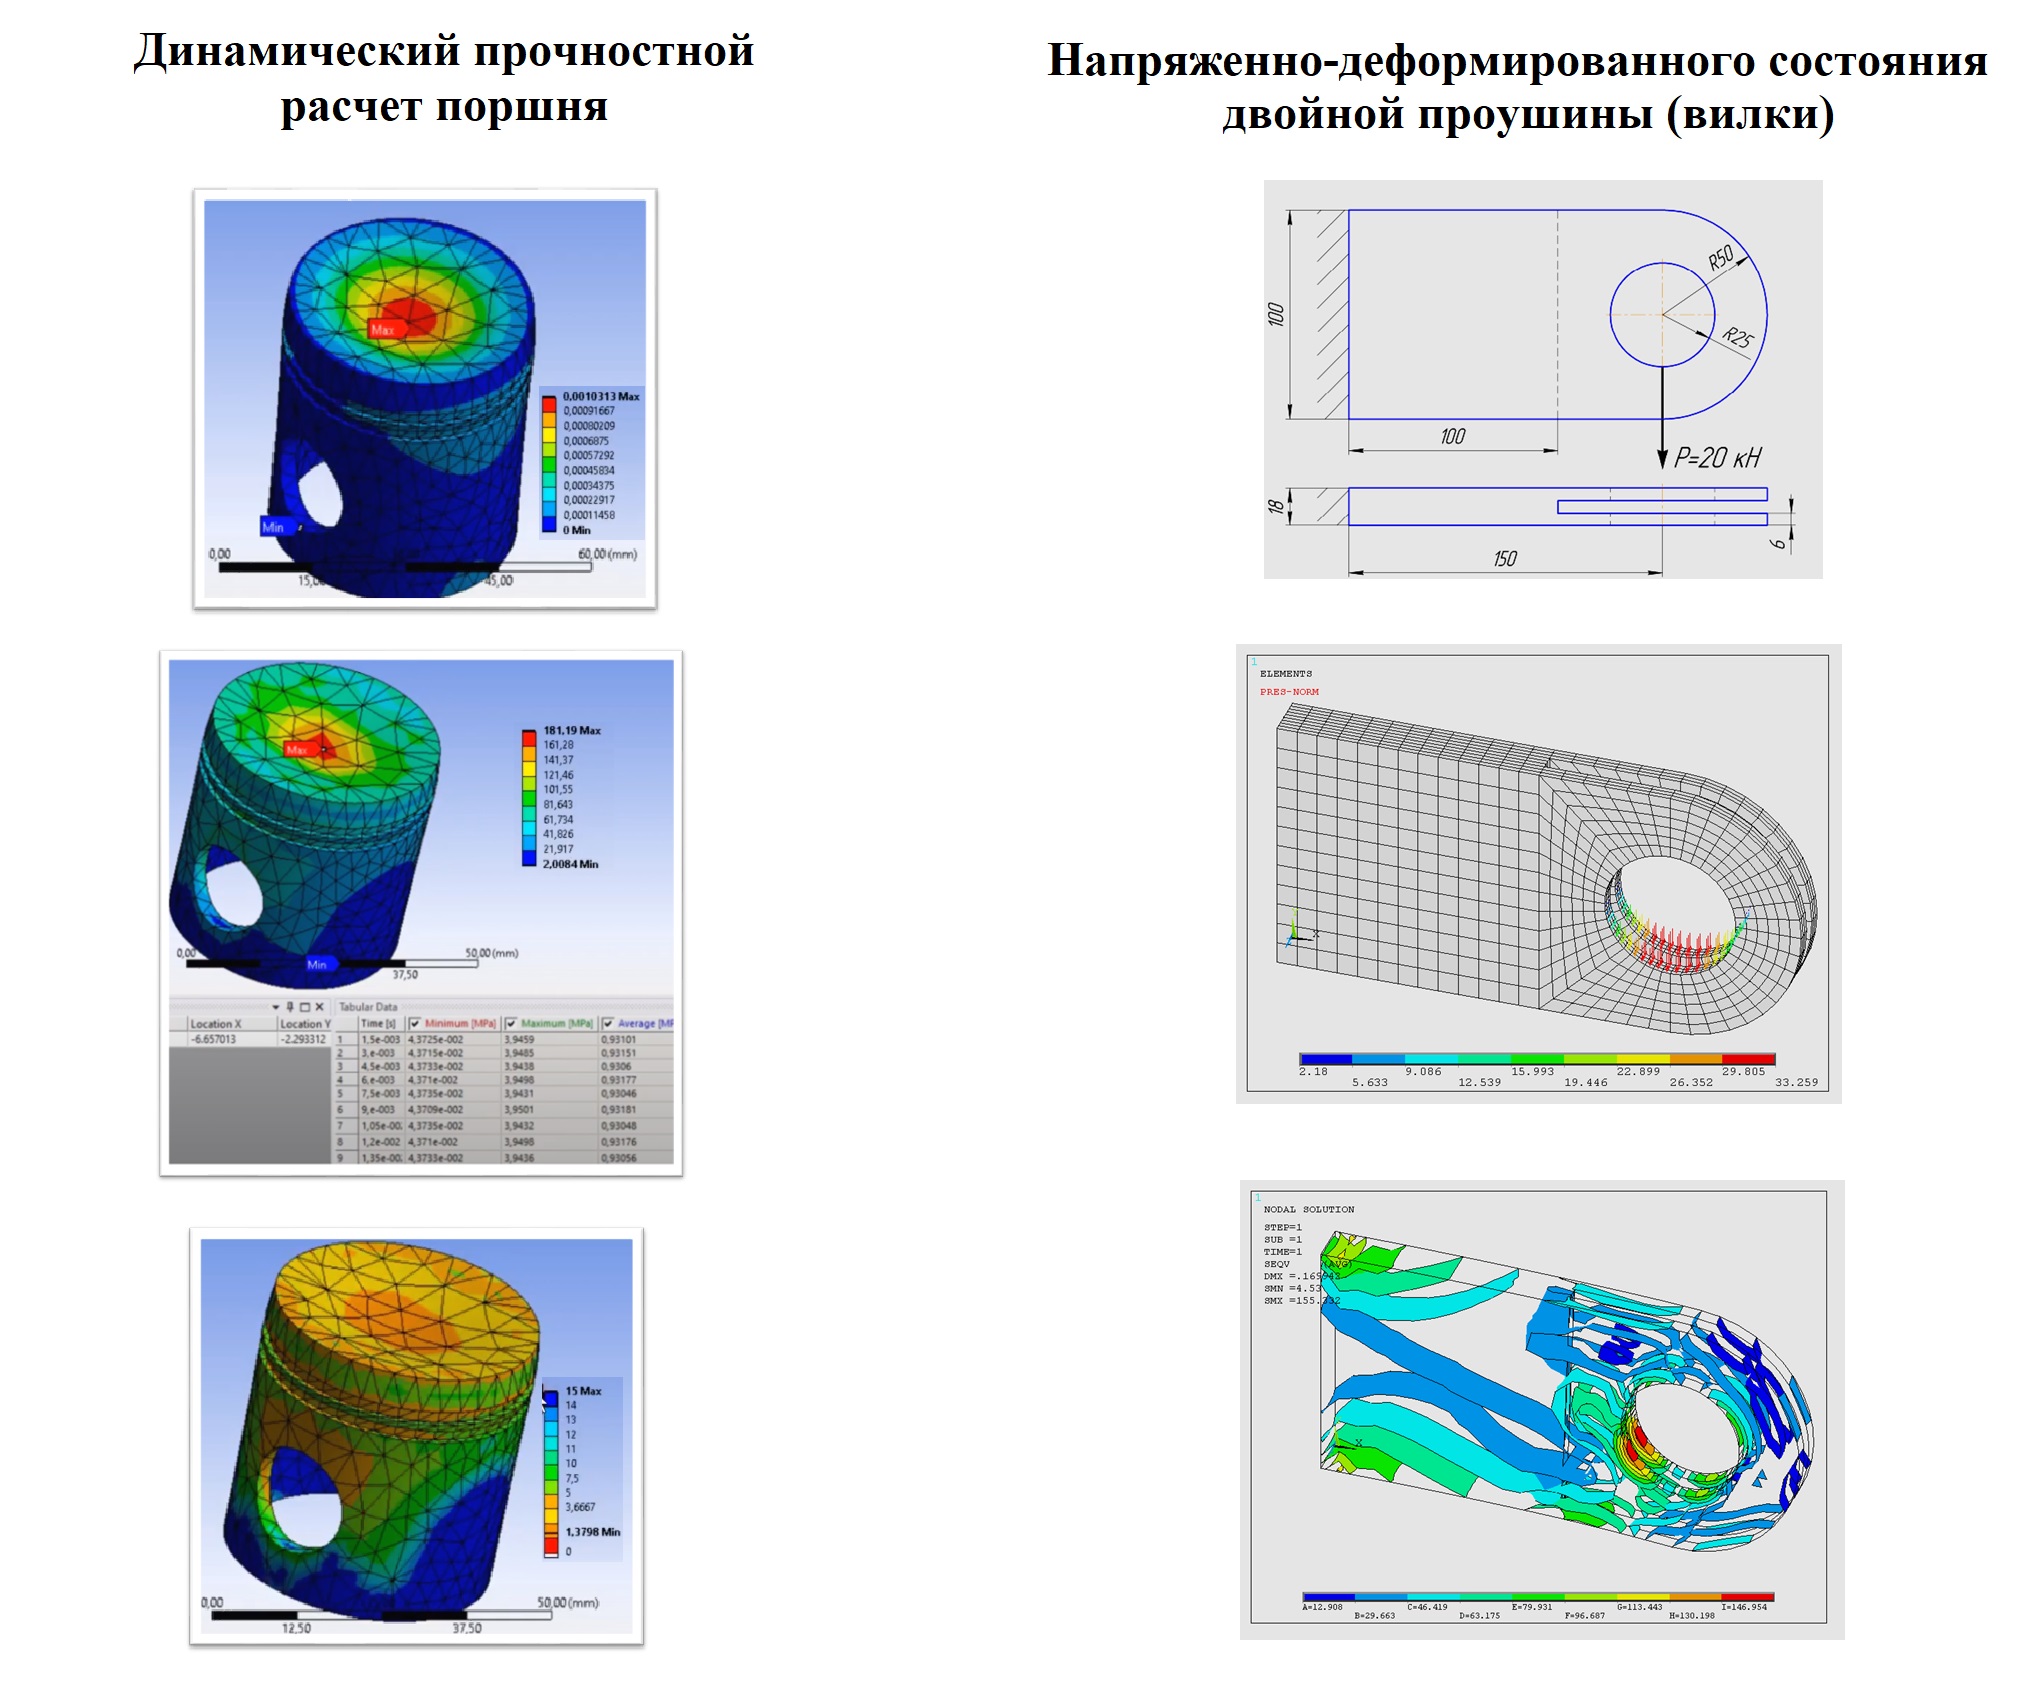 Динамический прочностной
расчет поршня
Max
Min
0,0010313 Max
0,00091667
0,00080209
0,0006875
0,00057292
0,00045834
0,00034375
0,00022917
0,00011458
0 Min
0,00
60,00 (mm)
45,00
Max
181,19 Max
161,28
141,37
121,46
101,55
81,643
61,734
41,826
21,917
2,0084 Min
0,00
50,00 (mm)
Min
37,50
Tabular Data
Location X Location Y Time [s] Minimum [MPa] Maximum [MPa] Average
-6.657013 -2.293312 1 1,5e-003 4,3725e-002 3,9459 0,93101
2 3,e-003 4,3715e-002 3,9485 0,93151
3 4,5e-003 4,3733e-002 3,9438 0,9306
4 6,e-003 4,371e-002 3,9498 0,93177
5 7,5e-003 4,3735e-002 3,9431 0,93046
6 9,e-003 4,3709e-002 3,9501 0,93181
7 1,05e-00 4,3735e-002 3,9432 0,93048
8 1,2e-002 4,371e-002 3,9498 0,93176
9 1,35e-00 4,3733e-002 3,9436 0,93056
15 Max
14
13
12
11
10
7,5
5
3,6667
1,3798 Min
0
0,00
50,00 (mm)
12,50
37,50
Напряженно-деформированного состояния
двойной проушины (вилки)
R50
100
R25
100
P=20 кН
18
6
150
1
ELEMENTS
PRES-NORM
X
2.18 9.086 15.993 22.899 29.805
5.633 12.539 19.446 26.352 33.259
1
NODAL SOLUTION
STEP=1
SUB =1
TIME=1
SEQV (AVG)
DMX =.169
SMN =4.53
SMX =155.
X
A=12.908 C=46.419 E=79.931 G=113.443 I=146.954
B=29.663 D=63.175 F=96.687 H=130.198